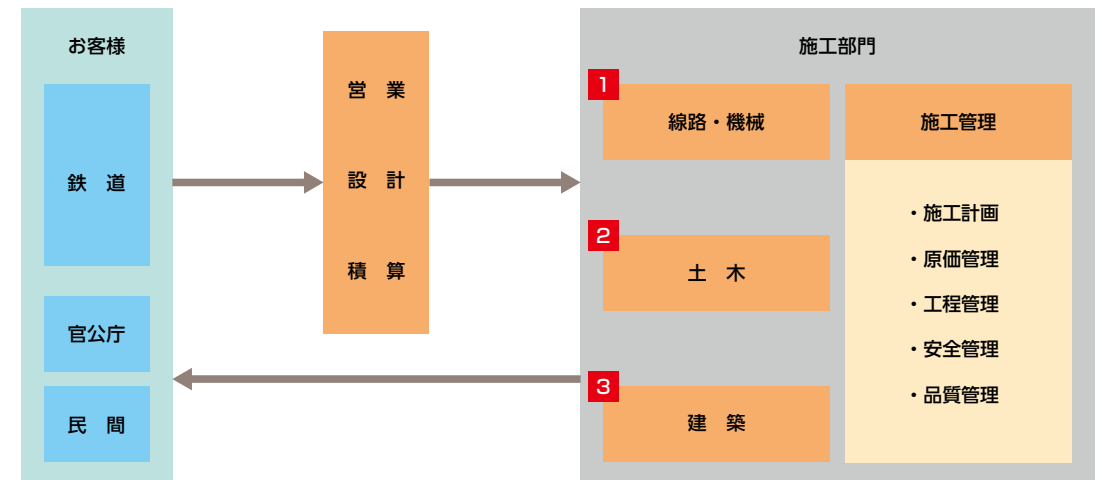 お客様
鉄 道
官公庁
民 間
営 業
設 計
積 算
施工部門
1
線路・機械
2
土 木
3
建 築
施工管理
・施工計画
・原価管理
・工程管理
・安全管理
・品質管理